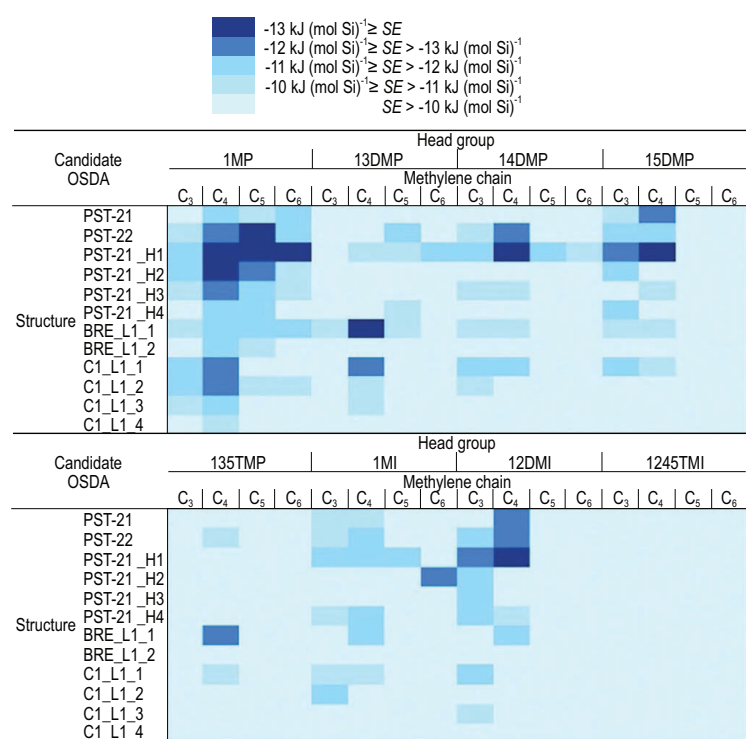 -13 kJ (mol Si)⁻¹ ≥ SE
-12 kJ (mol Si)⁻¹ ≥ SE > -13 kJ (mol Si)⁻¹
-11 kJ (mol Si)⁻¹ ≥ SE > -12 kJ (mol Si)⁻¹
-10 kJ (mol Si)⁻¹ ≥ SE > -11 kJ (mol Si)⁻¹
SE > -10 kJ (mol Si)⁻¹
Candidate OSDA
Head group
1MP 13DMP 14DMP 15DMP
Methylene chain
C₃ C₄ C₅ C₆ C₃ C₄ C₅ C₆ C₃ C₄ C₅ C₆ C₃ C₄ C₅ C₆
Structure
PST-21
PST-22
PST-21 _H1
PST-21 _H2
PST-21 _H3
PST-21 _H4
BRE_L1_1
BRE_L1_2
C1_L1_1
C1_L1_2
C1_L1_3
C1_L1_4
Candidate OSDA
Head group
135TMP 1MI 12DMI 1245TMI
Methylene chain
C₃ C₄ C₅ C₆ C₃ C₄ C₅ C₆ C₃ C₄ C₅ C₆ C₃ C₄ C₅ C₆
Structure
PST-21
PST-22
PST-21 _H1
PST-21 _H2
PST-21 _H3
PST-21 _H4
BRE_L1_1
BRE_L1_2
C1_L1_1
C1_L1_2
C1_L1_3
C1_L1_4